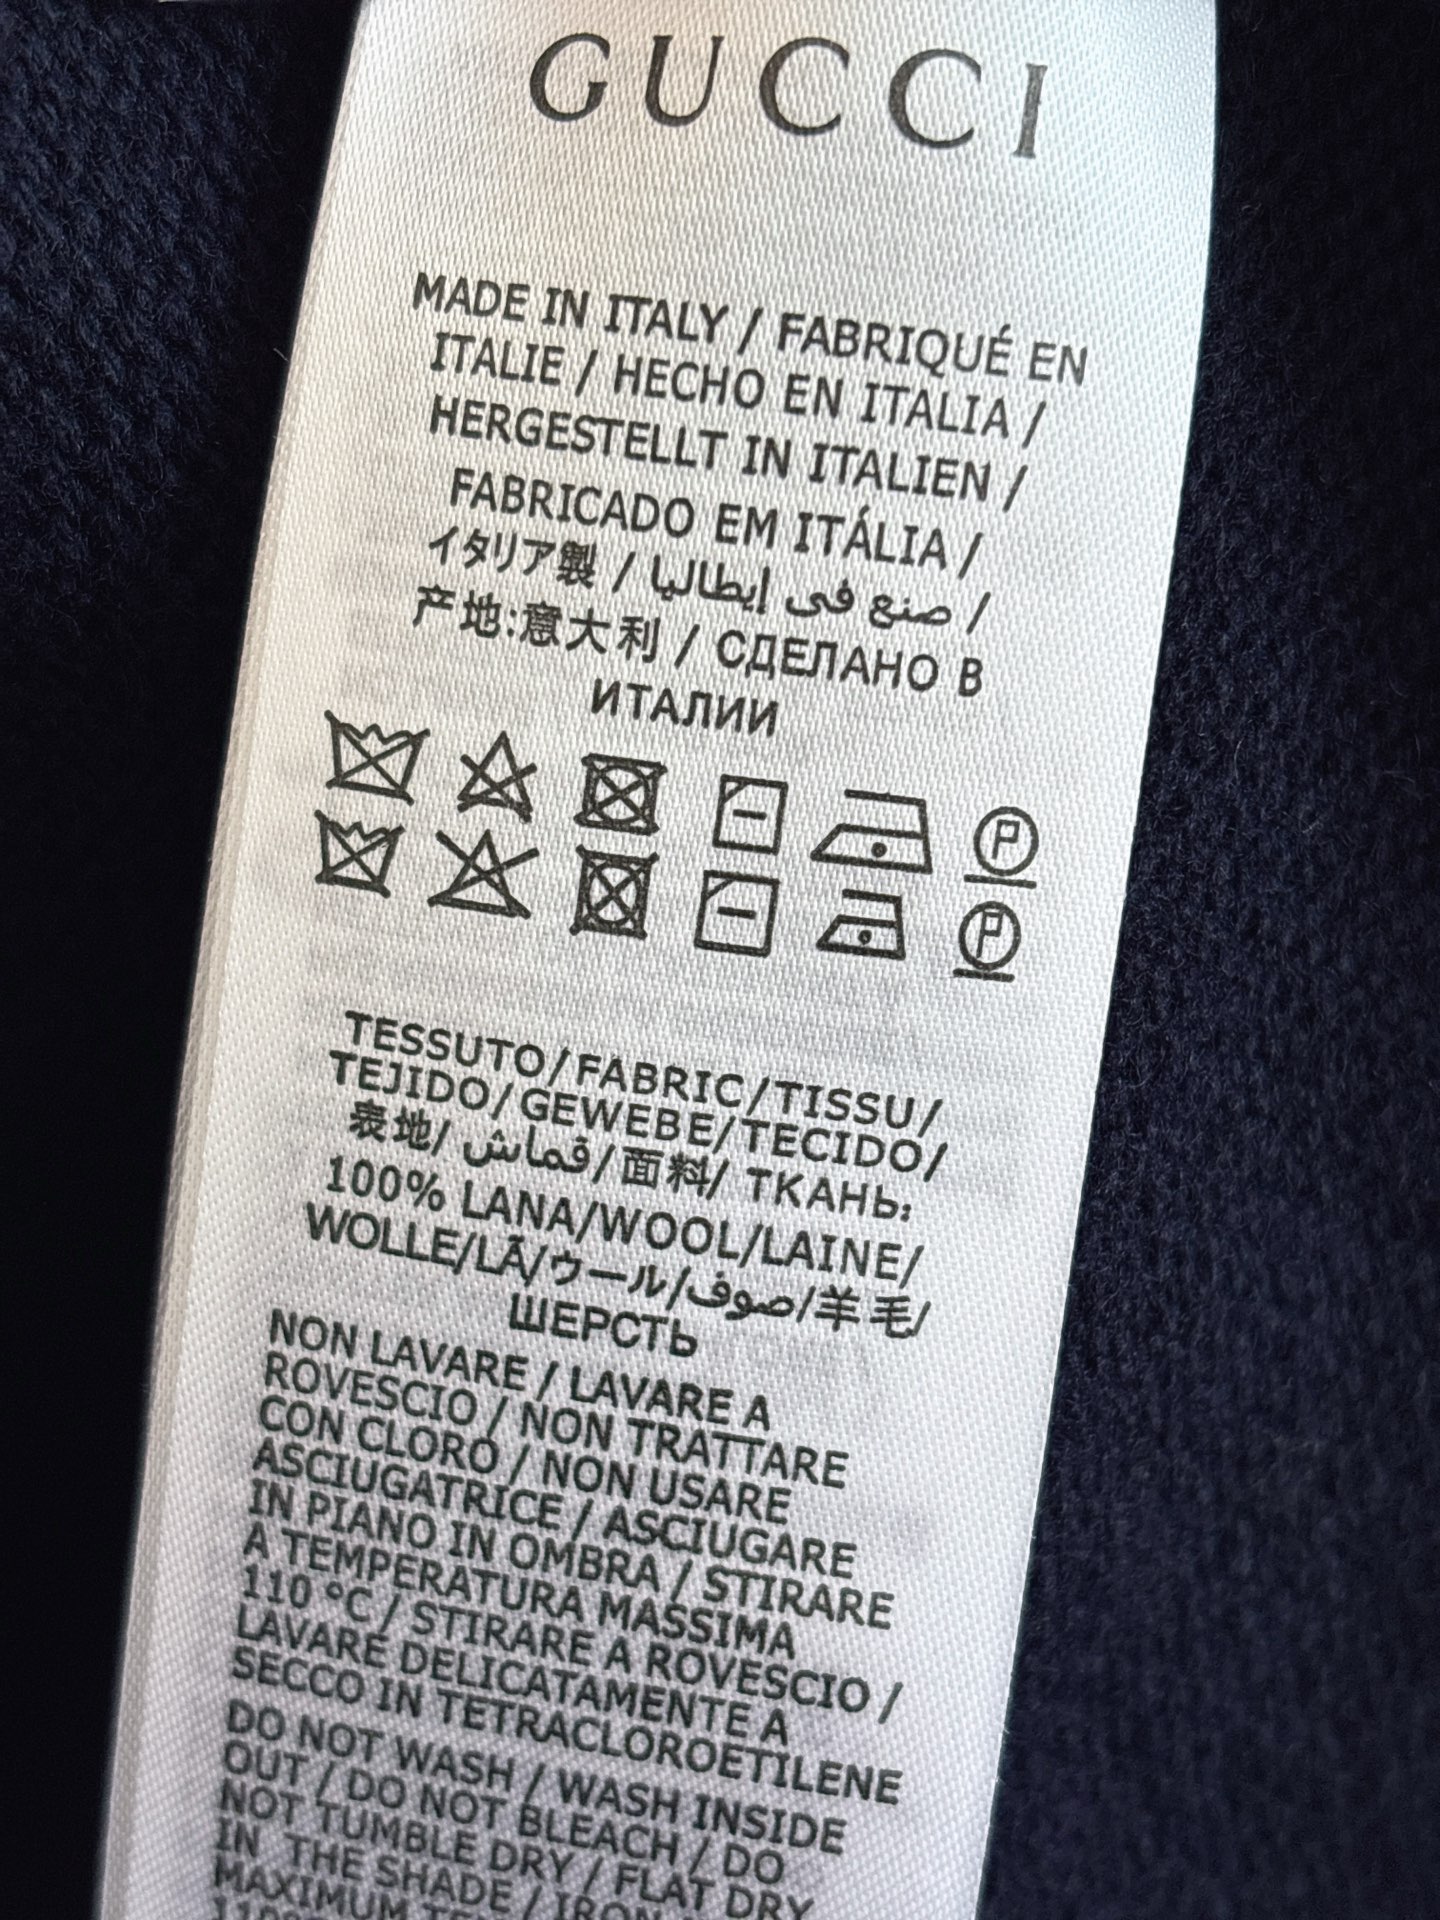 GUCCI
MADE IN ITALY / FABRIQUÉ EN
ITALIE / HECHO EN ITALIA /
HERGESTELLT IN ITALIEN /
FABRICADO EM ITÁLIA /
イタリア製 / صنع في إيطاليا /
产地:意大利 / СДЕЛАНО В
ИТАЛИИ
P
P
TESSUTO/FABRIC/TISSU/
TEJIDO/GEWEBE/TECIDO/
表地/ قماش/面料/ ТКАНЬ:
100% LANA/WOOL/LAINE/
WOLLE/LÃ/ウール/صوف/羊毛/
ШЕРСТЬ
NON LAVARE / LAVARE A
ROVESCIO / NON TRATTARE
CON CLORO / NON USARE
ASCIUGATRICE / ASCIUGARE
IN PIANO IN OMBRA / STIRARE
A TEMPERATURA MASSIMA
110 °C / STIRARE A ROVESCIO /
LAVARE DELICATAMENTE A
SECCO IN TETRACLOROETILENE
DO NOT WASH / WASH INSIDE
OUT / DO NOT BLEACH / DO
NOT TUMBLE DRY / FLAT DRY
IN THE SHADE / IRON
MAXIMUM